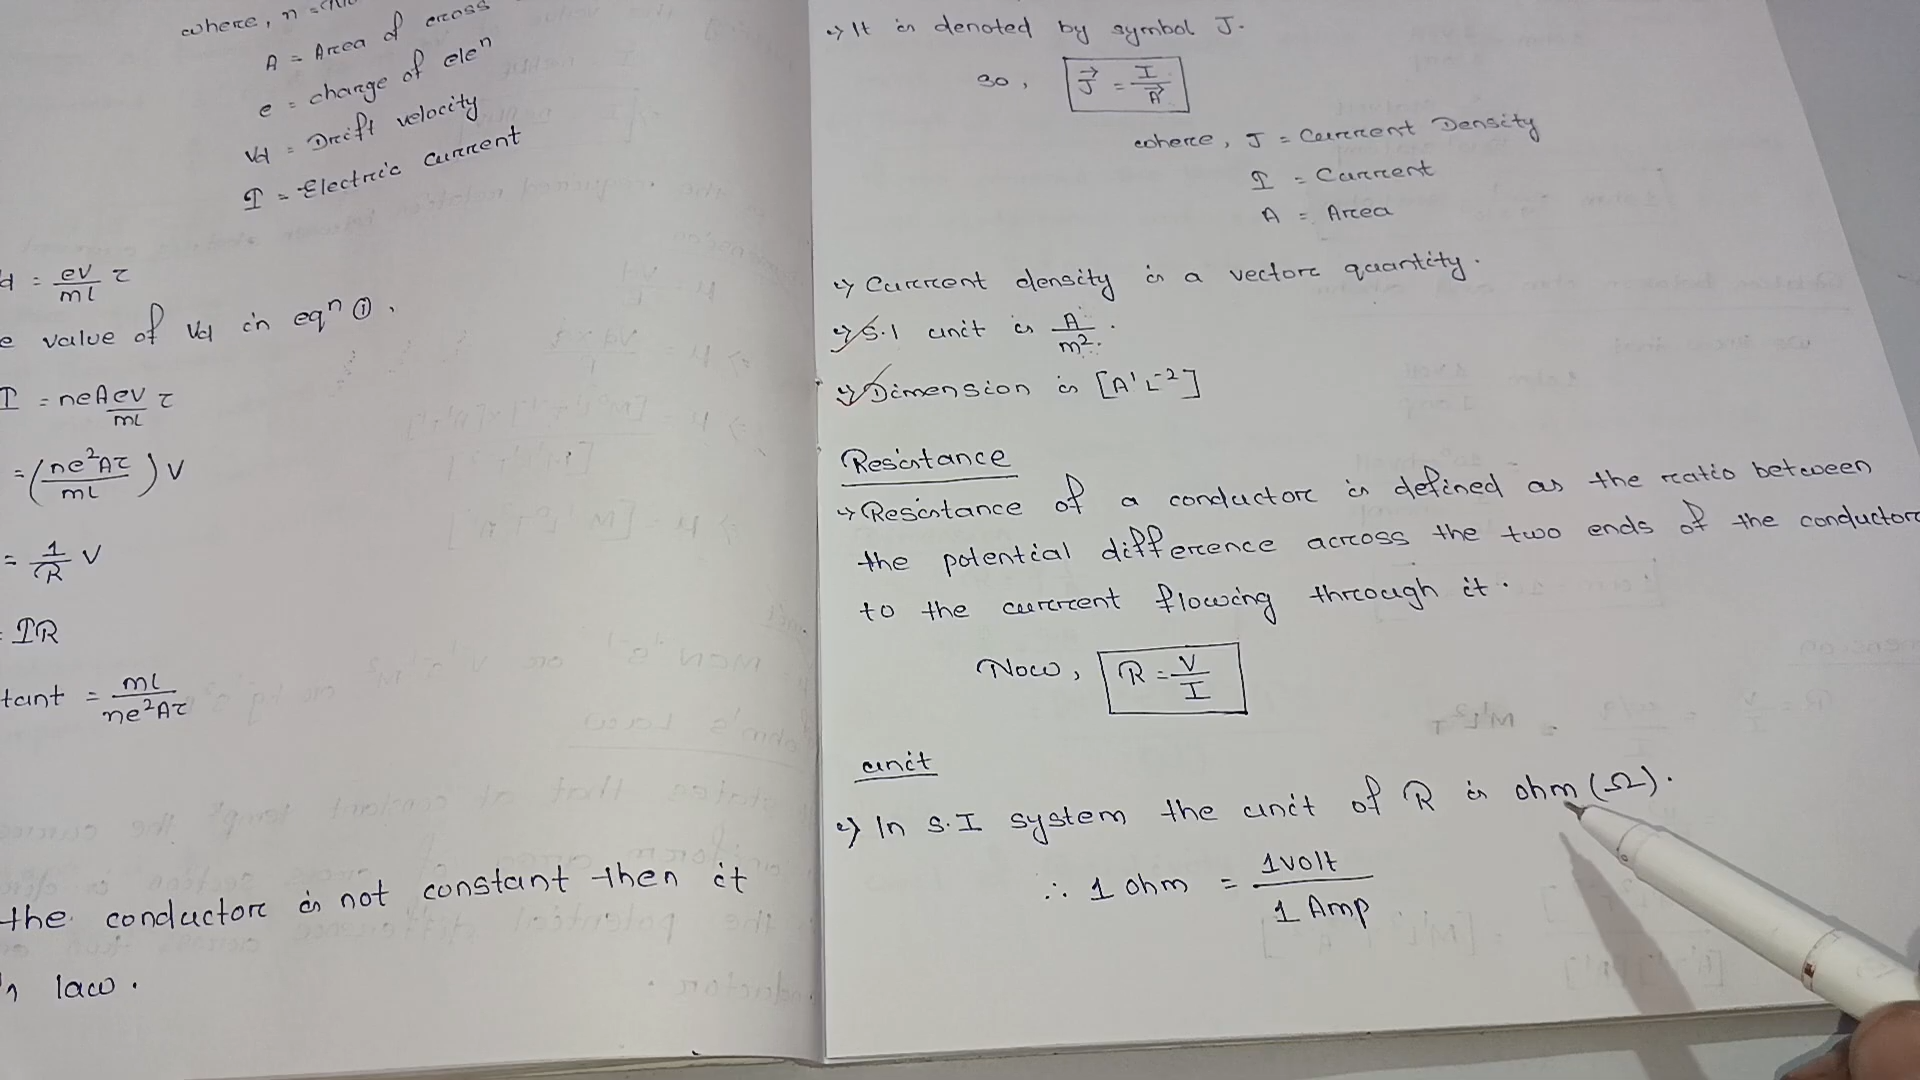 where, n =
A = Area of cross
e = charge of eleⁿ
Vd = Drift velocity
I = Electric current
d = eV/ml τ
e value of Vd in eqⁿ ①.
I = neA eV/ml τ
= (ne²Aτ/ml) V
= 1/R V
= IR
tant = ml/ne²Aτ
the conductor is not constant then it
law.
→ It is denoted by symbol J.
so, J⃗ = I/A⃗
where, J = Current Density
I = Current
A = Area
→ Current density is a vector quantity.
→ S.I unit is A/m².
→ Dimension is [A¹L⁻²]
Resistance
→ Resistance of a conductor is defined as the ratio between
the potential difference across the two ends of the conductor
to the current flowing through it.
Now, R = V/I
unit
→ In S.I system the unit of R is ohm (Ω).
∴ 1 ohm = 1 volt/1 Amp